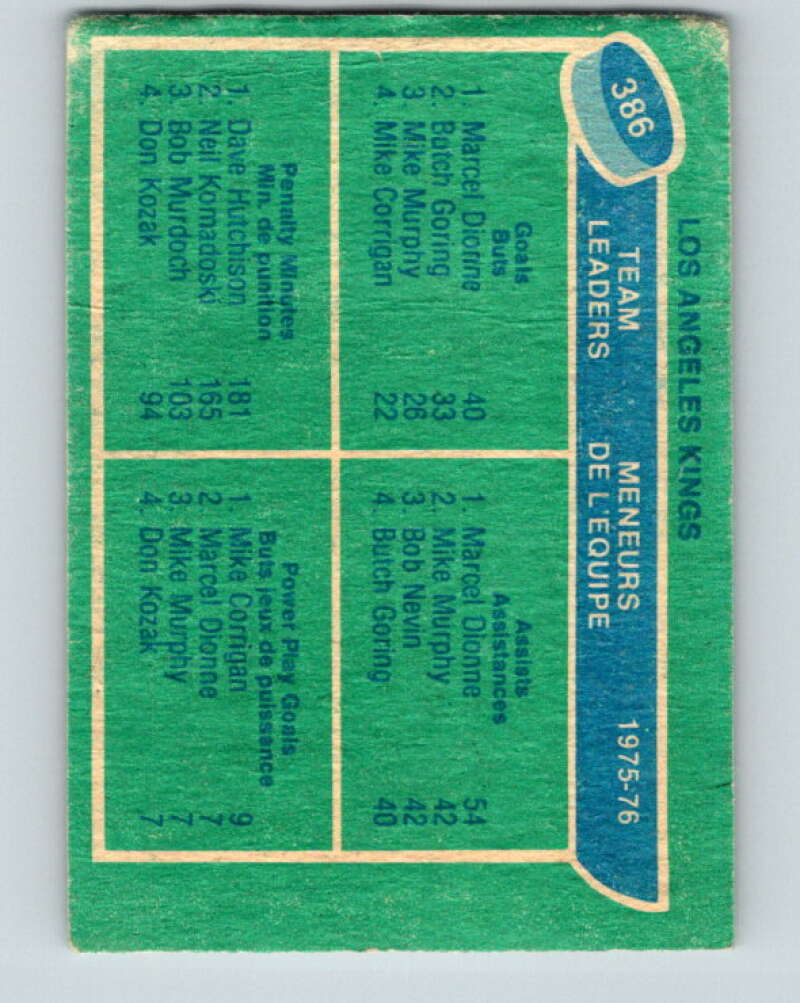 LOS ANGELES KINGS
386
TEAM LEADERS
MENEURS DE L'EQUIPE
1975-76
Goals
Buts
1. Marcel Dionne 40
2. Butch Goring 33
3. Mike Murphy 26
4. Mike Corrigan 22
Assists
Assistances
1. Marcel Dionne 54
2. Mike Murphy 42
3. Bob Nevin 42
4. Butch Goring 40
Penalty Minutes
Min. de punition
1. Dave Hutchison 181
2. Neil Komadoski 165
3. Bob Murdoch 103
4. Don Kozak 94
Power Play Goals
Buts jeux de puissance
1. Mike Corrigan 9
2. Marcel Dionne 7
3. Mike Murphy 7
4. Don Kozak 7